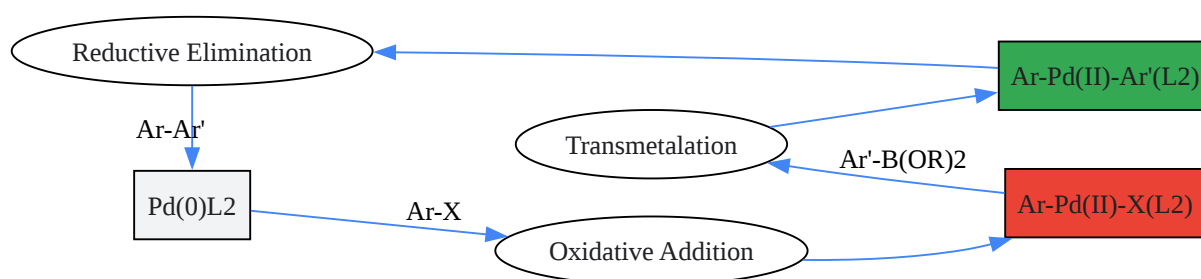 Reductive Elimination
Ar-Pd(II)-Ar'(L2)
Ar-Ar'
Transmetalation
Ar'-B(OR)2
Pd(0)L2
Ar-X
Ar-Pd(II)-X(L2)
Oxidative Addition